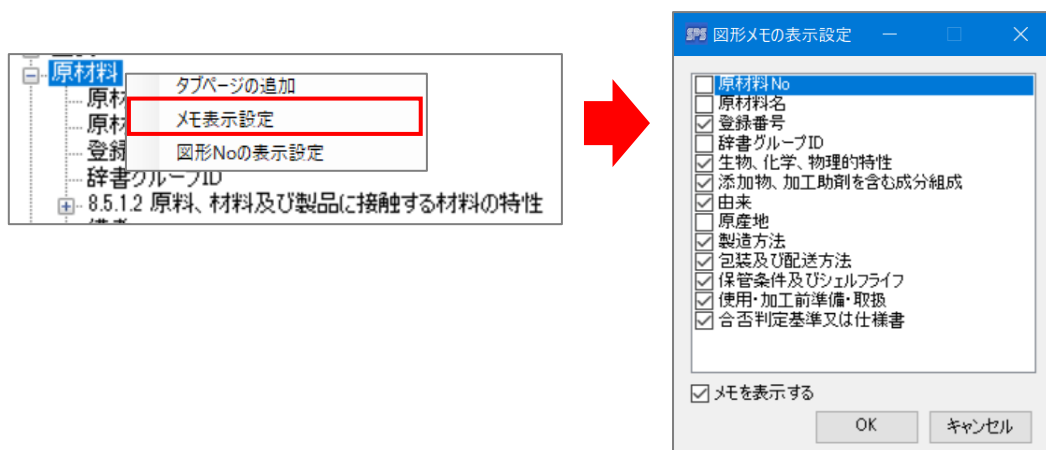 原材料
タブページの追加
原材
メモ表示設定
原材
図形Noの表示設定
登録
辞書グループID
8.5.1.2 原料、材料及び製品に接触する材料の特性
SPS 図形メモの表示設定
原材料No
原材料名
登録番号
辞書グループID
生物、化学、物理的特性
添加物、加工助剤を含む成分組成
由来
原産地
製造方法
包装及び配送方法
保管条件及びシェルフライフ
使用・加工前準備・取扱
合否判定基準又は仕様書
メモを表示する
OK
キャンセル